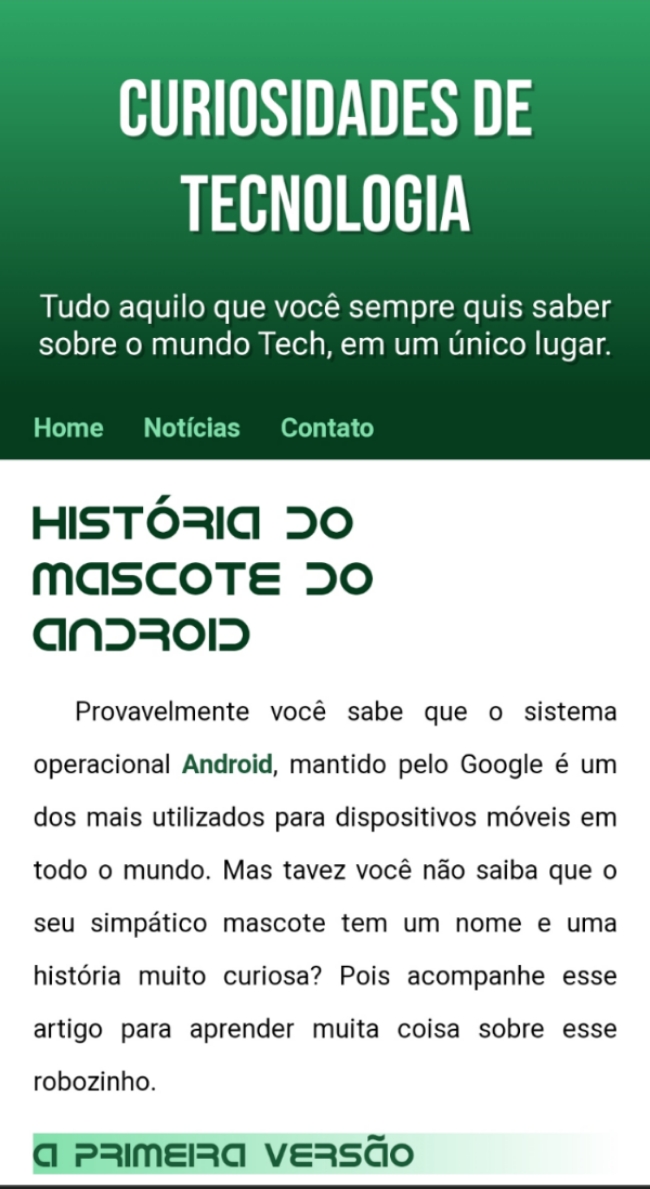 CURIOSIDADES DE
TECNOLOGIA
Tudo aquilo que você sempre quis saber
sobre o mundo Tech, em um único lugar.
Home Notícias Contato
HISTÓRIA DO
MASCOTE DO
ANDROID
Provavelmente você sabe que o sistema
operacional Android, mantido pelo Google é um
dos mais utilizados para dispositivos móveis em
todo o mundo. Mas tavez você não saiba que o
seu simpático mascote tem um nome e uma
história muito curiosa? Pois acompanhe esse
artigo para aprender muita coisa sobre esse
robozinho.
A PRIMEIRA VERSÃO